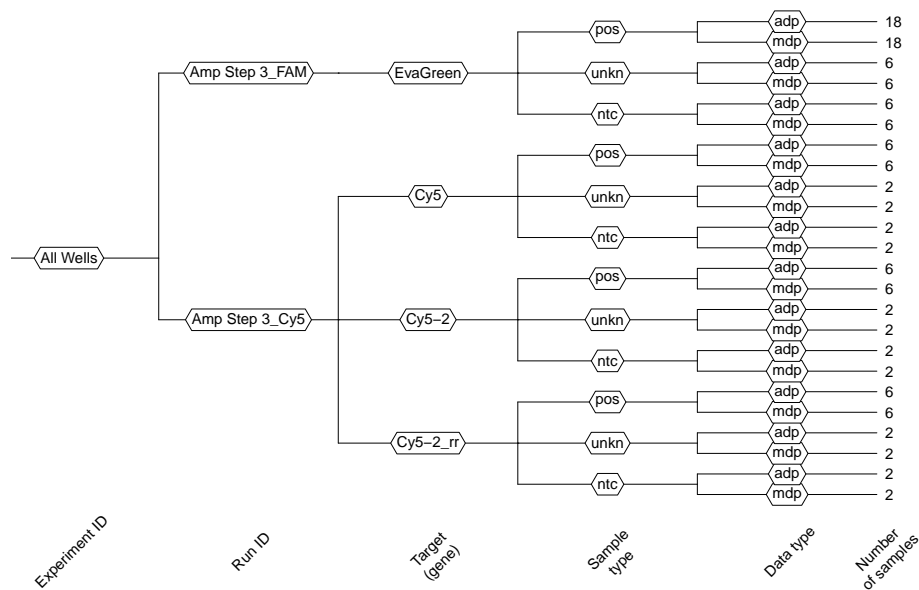 adp 18
pos
mdp 18
adp 6
Amp Step 3_FAM EvaGreen unkn
mdp 6
adp 6
ntc
mdp 6
adp 6
pos
mdp 6
adp 2
Cy5 unkn
mdp 2
adp 2
ntc
mdp 2
All Wells
adp 6
pos
mdp 6
adp 2
Amp Step 3_Cy5 Cy5−2 unkn
mdp 2
adp 2
ntc
mdp 2
adp 6
pos
mdp 6
adp 2
Cy5−2_rr unkn
mdp 2
adp 2
ntc
mdp 2
Experiment ID
Run ID
Target
(gene)
Sample
type
Data type
Number
of samples